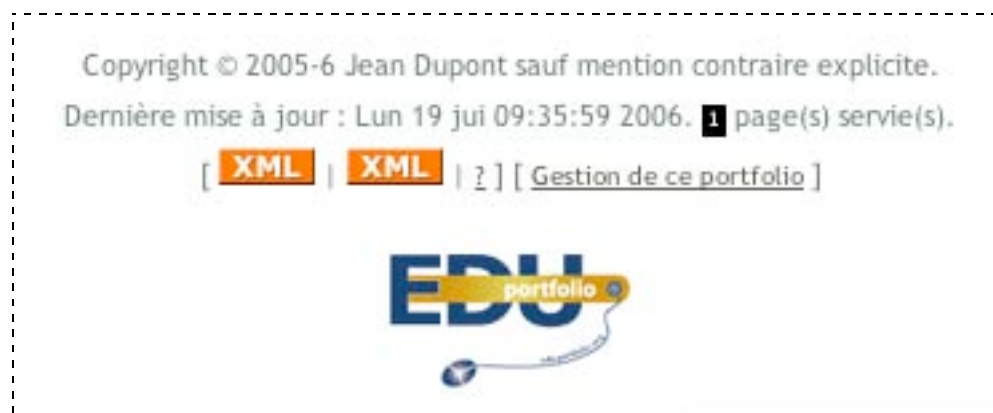 Copyright © 2005-6 Jean Dupont sauf mention contraire explicite.
Dernière mise à jour : Lun 19 jui 09:35:59 2006. 1 page(s) servie(s).
[ XML | XML | ? ] [ Gestion de ce portfolio ]
EDU
portfolio